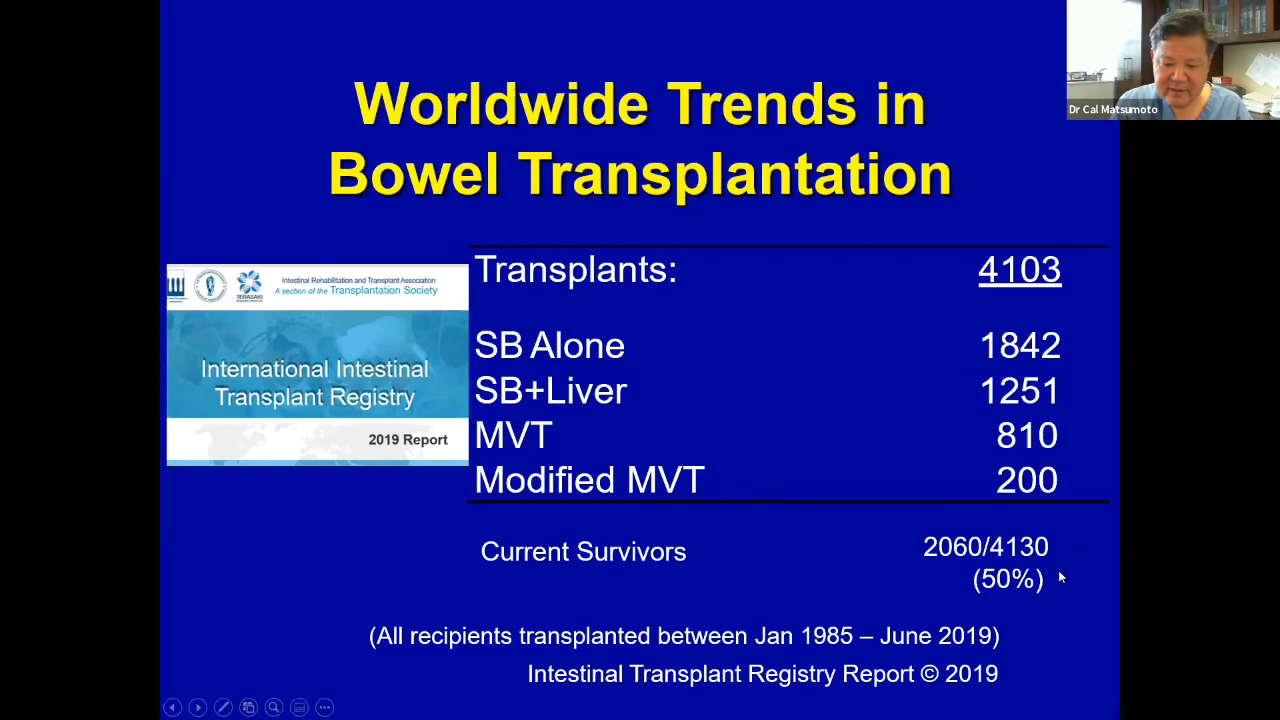 Dr Cal Matsumoto
Worldwide Trends in
Bowel Transplantation
Intestinal Rehabilitation and Transplant Association
A section of the Transplantation Society
TERASAKI
International Intestinal
Transplant Registry
2019 Report
Transplants: 4103
SB Alone 1842
SB+Liver 1251
MVT 810
Modified MVT 200
Current Survivors 2060/4130
(50%)
(All recipients transplanted between Jan 1985 – June 2019)
Intestinal Transplant Registry Report © 2019